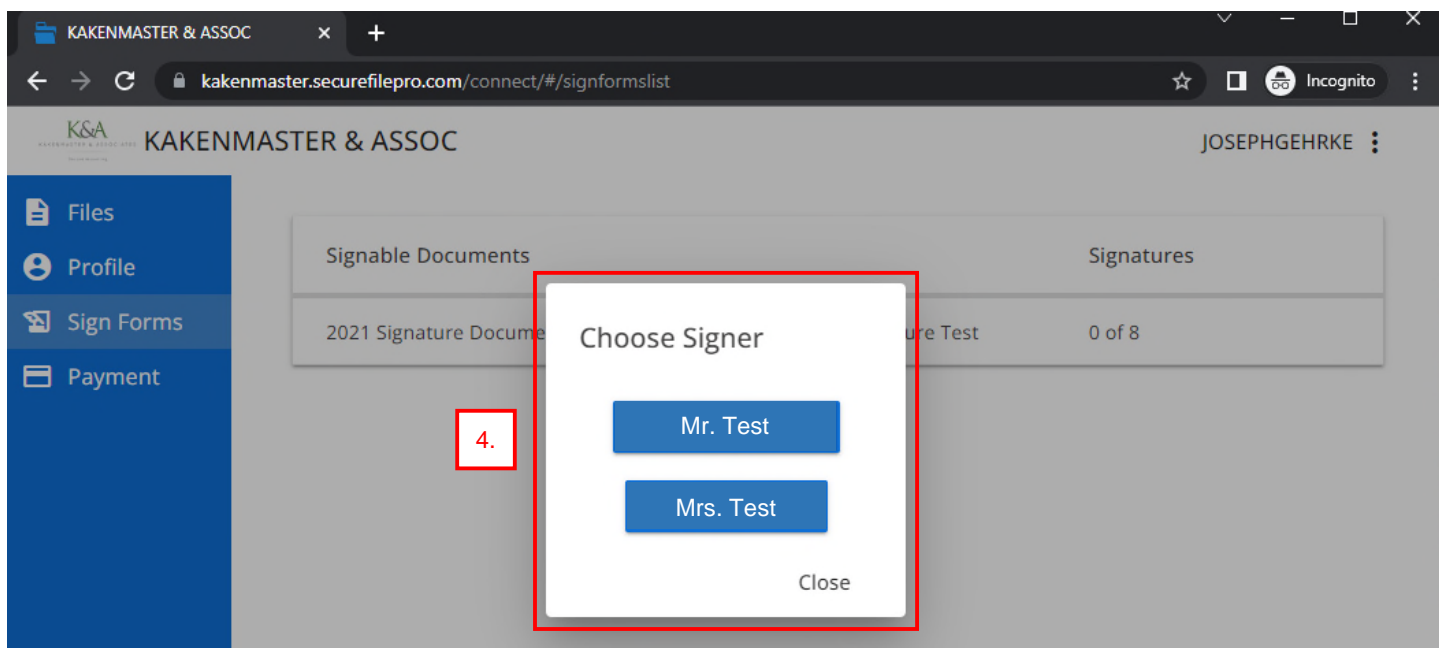 KAKENMASTER & ASSOC
kakenmaster.securefilepro.com/connect/#/signformslist
Incognito
K&A
KAKENMASTER & ASSOC
JOSEPHGEHRKE
Files
Profile
Sign Forms
Payment
Signable Documents
Signatures
2021 Signature Docume
ure Test
0 of 8
Choose Signer
4.
Mr. Test
Mrs. Test
Close